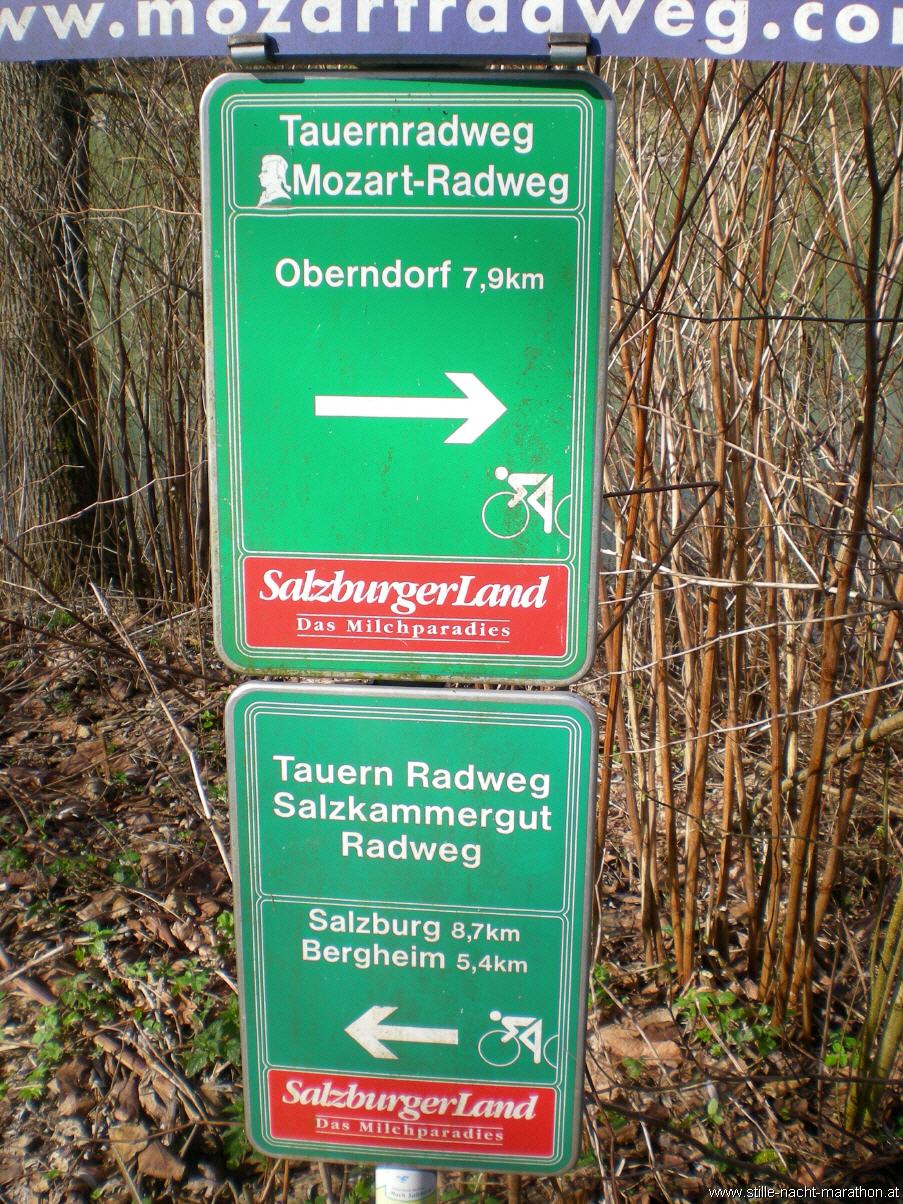 www.mozartradweg.co
Tauernradweg
Mozart-Radweg
Oberndorf 7,9km
SalzburgerLand
Das Milchparadies
Tauern Radweg
Salzkammergut
Radweg
Salzburg 8,7km
Bergheim 5,4km
SalzburgerLand
Das Milchparadies
www.stille-nacht-marathon.at